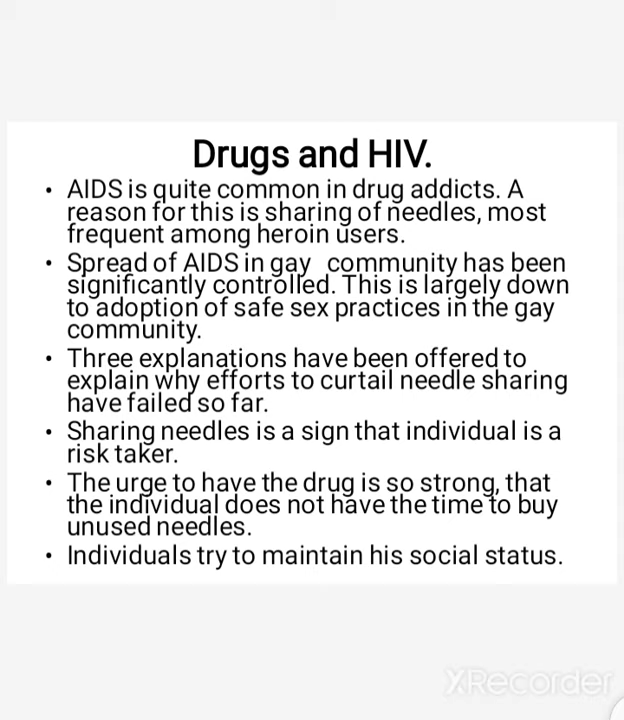 Drugs and HIV.
• AIDS is quite common in drug addicts. A
reason for this is sharing of needles, most
frequent among heroin users.
• Spread of AIDS in gay community has been
significantly controlled. This is largely down
to adoption of safe sex practices in the gay
community.
• Three explanations have been offered to
explain why efforts to curtail needle sharing
have failed so far.
• Sharing needles is a sign that individual is a
risk taker.
• The urge to have the drug is so strong, that
the individual does not have the time to buy
unused needles.
• Individuals try to maintain his social status.
XRecorder